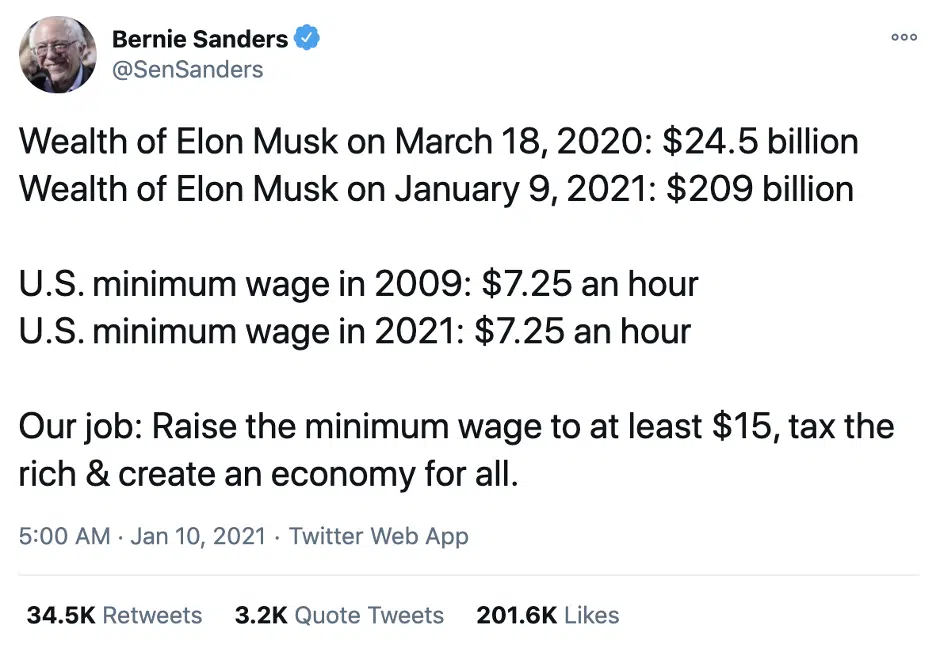 Bernie Sanders
@SenSanders
Wealth of Elon Musk on March 18, 2020: $24.5 billion
Wealth of Elon Musk on January 9, 2021: $209 billion
U.S. minimum wage in 2009: $7.25 an hour
U.S. minimum wage in 2021: $7.25 an hour
Our job: Raise the minimum wage to at least $15, tax the
rich & create an economy for all.
5:00 AM · Jan 10, 2021 · Twitter Web App
34.5K Retweets 3.2K Quote Tweets 201.6K Likes